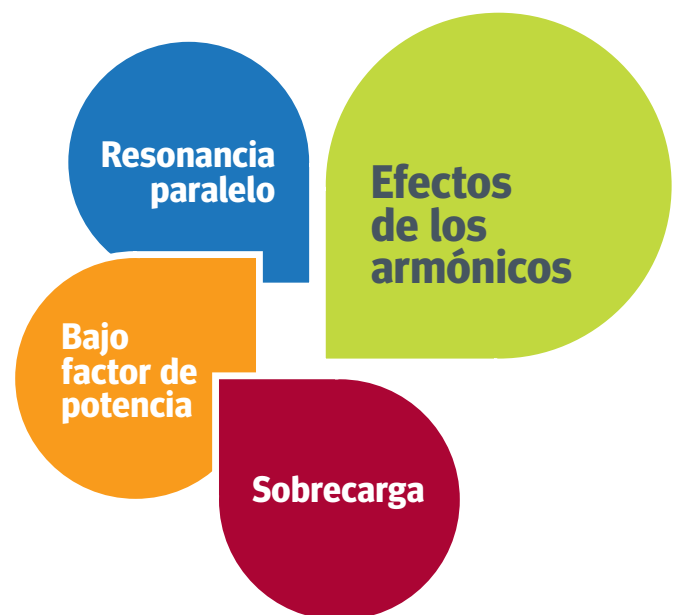 Resonancia
paralelo
Efectos
de los
armónicos
Bajo
factor de
potencia
Sobrecarga